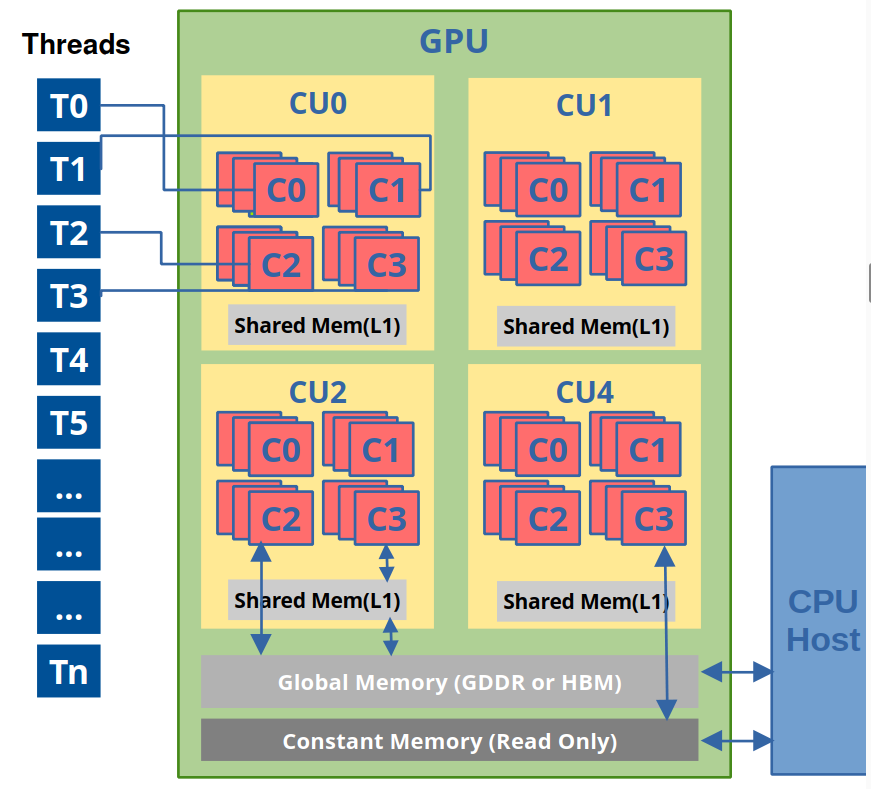 Threads
T0
T1
T2
T3
T4
T5
...
...
...
Tn
GPU
CU0
C0
C1
C2
C3
Shared Mem(L1)
CU1
C0
C1
C2
C3
Shared Mem(L1)
CU2
C0
C1
C2
C3
Shared Mem(L1)
CU4
C0
C1
C2
C3
Shared Mem(L1)
Global Memory (GDDR or HBM)
Constant Memory (Read Only)
CPU
Host